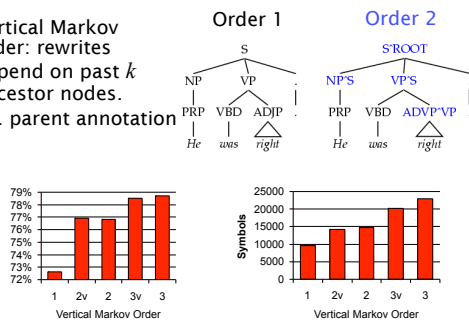 ertical Markov
der: rewrites
epend on past k
cestor nodes.
. parent annotation
Order 1
S
NP VP .
PRP VBD ADJP
He was right
Order 2
S^ROOT
NP^S VP^S .
PRP VBD ADVP^VP
He was right
79%
78%
77%
76%
75%
74%
73%
72%
1 2v 2 3v 3
Vertical Markov Order
Symbols
25000
20000
15000
10000
5000
0
1 2v 2 3v 3
Vertical Markov Order